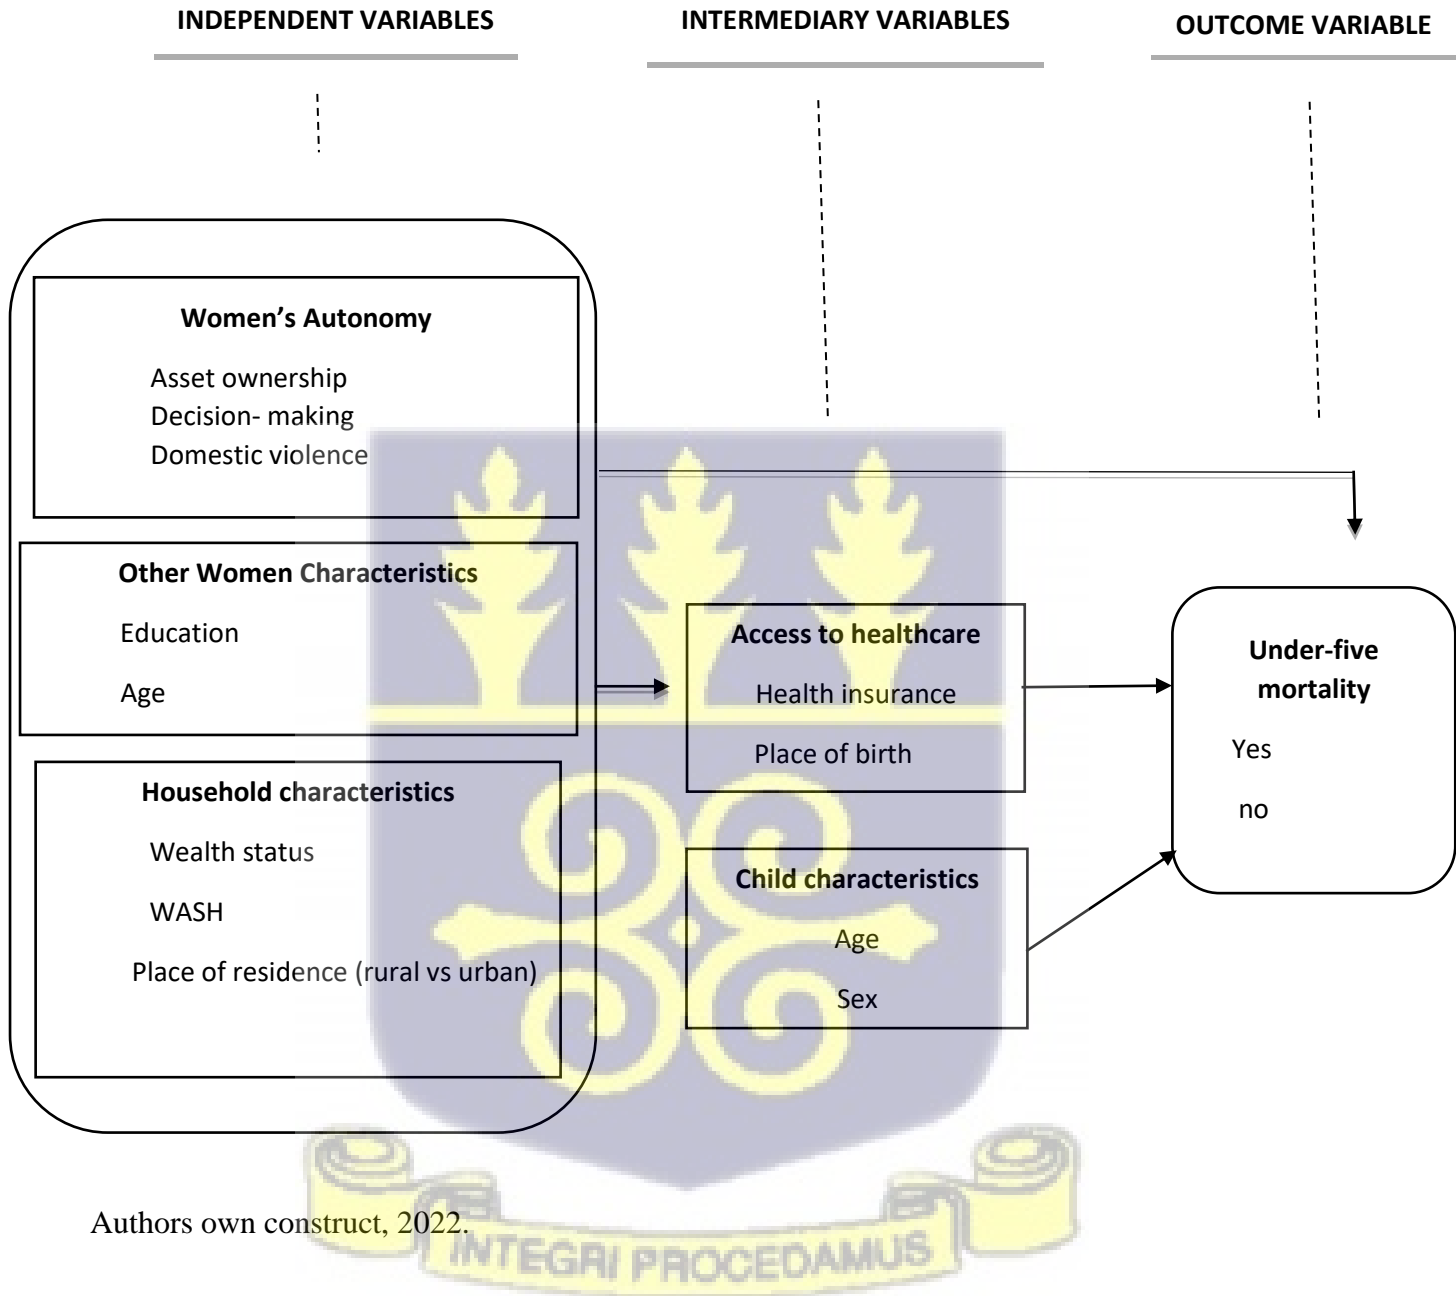 INDEPENDENT VARIABLES
INTERMEDIARY VARIABLES
OUTCOME VARIABLE
Women’s Autonomy
Asset ownership
Decision- making
Domestic violence
Other Women Characteristics
Education
Age
Household characteristics
Wealth status
WASH
Place of residence (rural vs urban)
Access to healthcare
Health insurance
Place of birth
Child characteristics
Age
Sex
Under-five
mortality
Yes
no
Authors own construct, 2022.
INTEGRI PROCEDAMUS